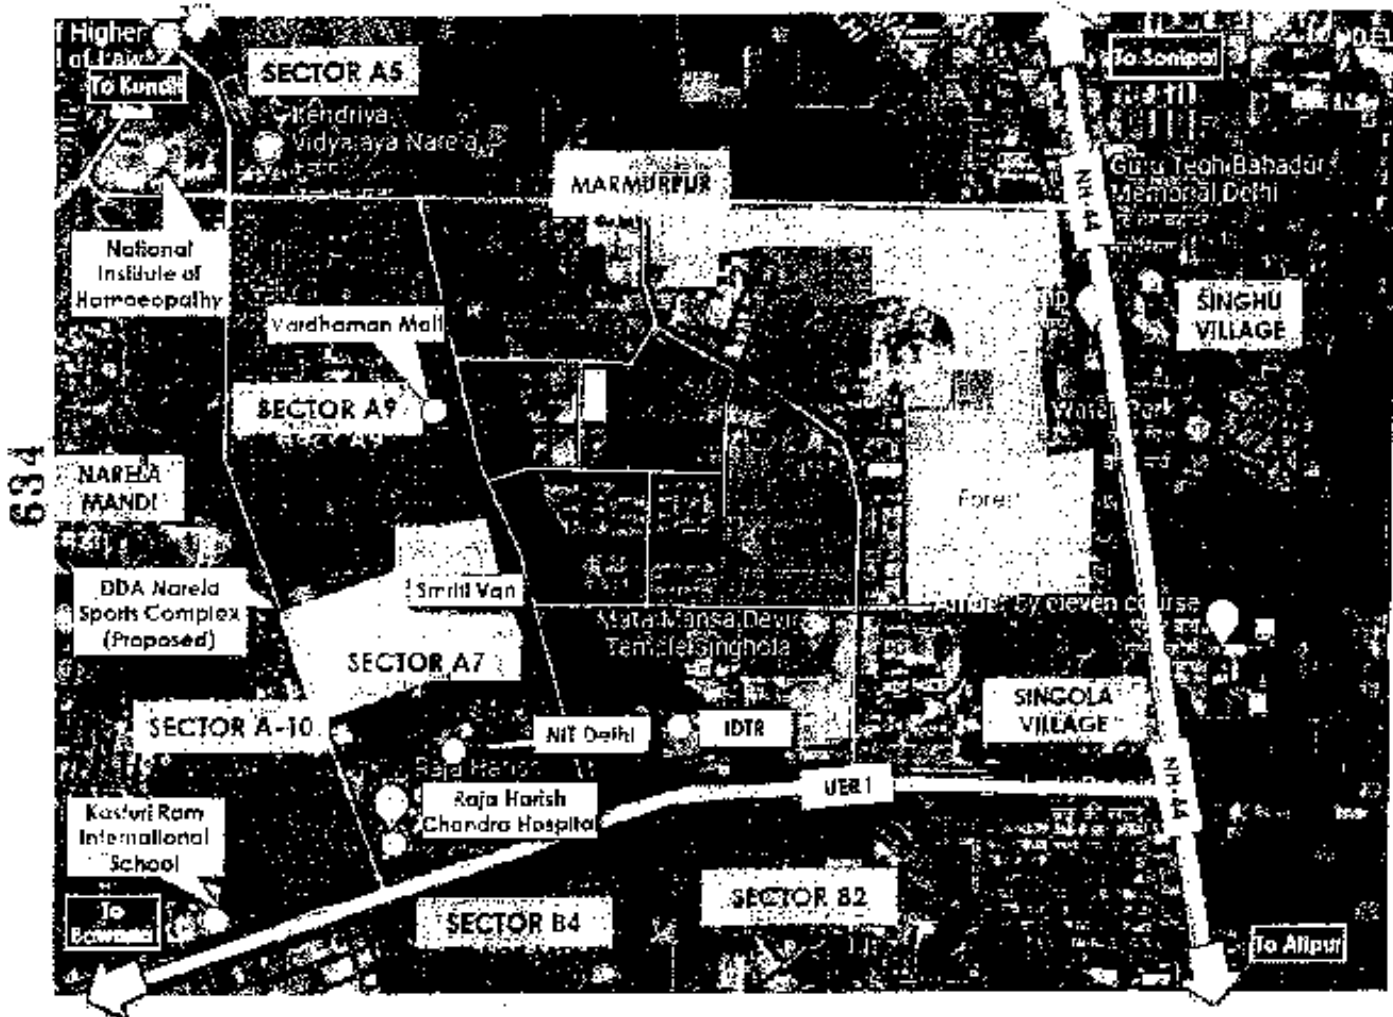 f Higher
l of Law
To Kundli
SECTOR A5
To Sonipat
Kendriya
Vidyalaya Narela
MARMURPUR
NH-44
Guru Tegh Bahadur
Memorial Delhi
National
Institute of
Homoeopathy
Vardhaman Mall
SINGHU
VILLAGE
SECTOR A9
Water Park
634
NARELA
MANDI
Forest
DDA Narela
Sports Complex
(Proposed)
Smriti Van
Mata Mansa Devi
Temple Singhola
by eleven course
SECTOR A7
SINGOLA
VILLAGE
SECTOR A-10
NIT Delhi
IDTR
Raja Harish
Chandra Hospital
UER 1
NH-44
Kasturi Ram
International
School
SECTOR B2
To
Bawana
SECTOR B4
To Alipur